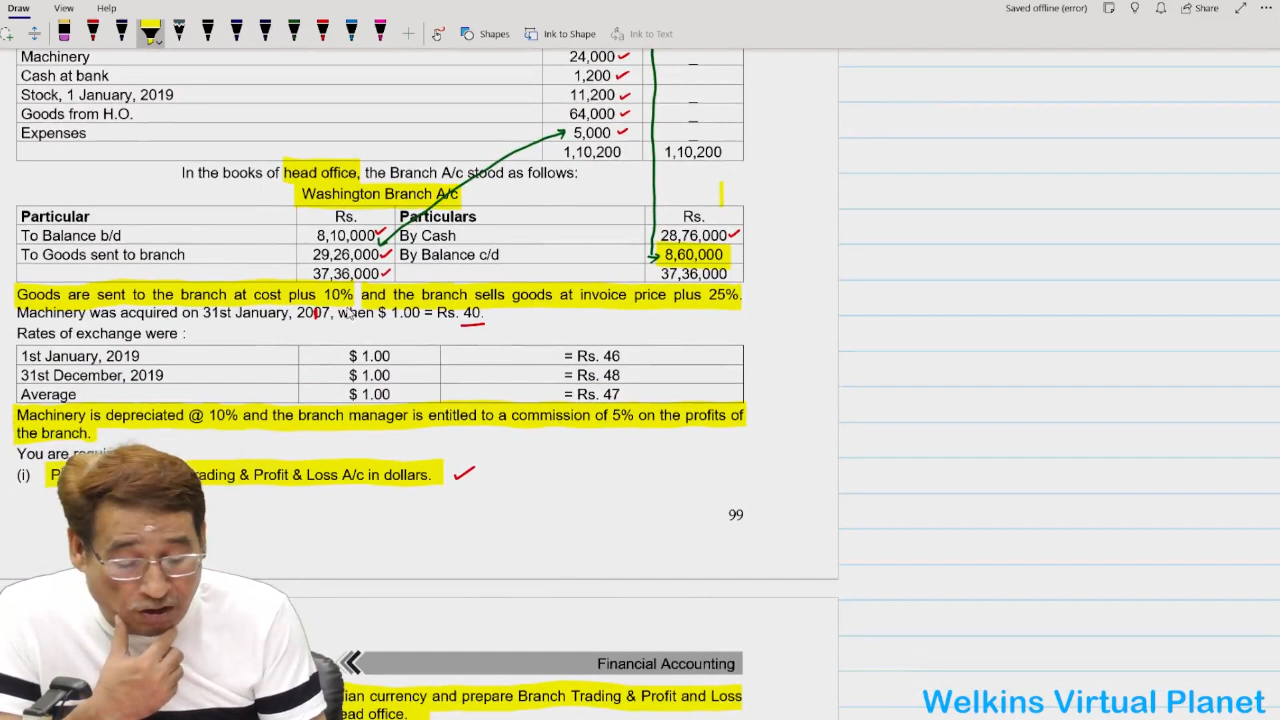 Draw View Help Saved offline (error) Share
Shapes Ink to Shape Ink to Text
Machinery 24,000 _
Cash at bank 1,200
Stock, 1 January, 2019 11,200 _
Goods from H.O. 64,000 _
Expenses 5,000 _
1,10,200 1,10,200
In the books of head office, the Branch A/c stood as follows:
Washington Branch A/c
Particular Rs. Particulars Rs.
To Balance b/d 8,10,000 By Cash 28,76,000
To Goods sent to branch 29,26,000 By Balance c/d 8,60,000
37,36,000 37,36,000
Goods are sent to the branch at cost plus 10% and the branch sells goods at invoice price plus 25%.
Machinery was acquired on 31st January, 2007, when $ 1.00 = Rs. 40.
Rates of exchange were :
1st January, 2019 $ 1.00 = Rs. 46
31st December, 2019 $ 1.00 = Rs. 48
Average $ 1.00 = Rs. 47
Machinery is depreciated @ 10% and the branch manager is entitled to a commission of 5% on the profits of
the branch.
You are
(i) Trading & Profit & Loss A/c in dollars.
99
Financial Accounting
currency and prepare Branch Trading & Profit and Loss
office.
Welkins Virtual Planet